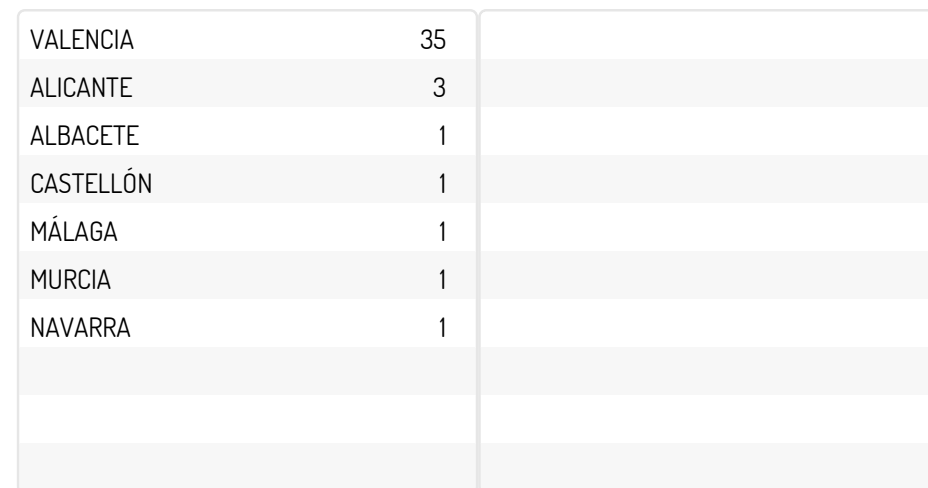 VALENCIA 35
ALICANTE 3
ALBACETE 1
CASTELLÓN 1
MÁLAGA 1
MURCIA 1
NAVARRA 1